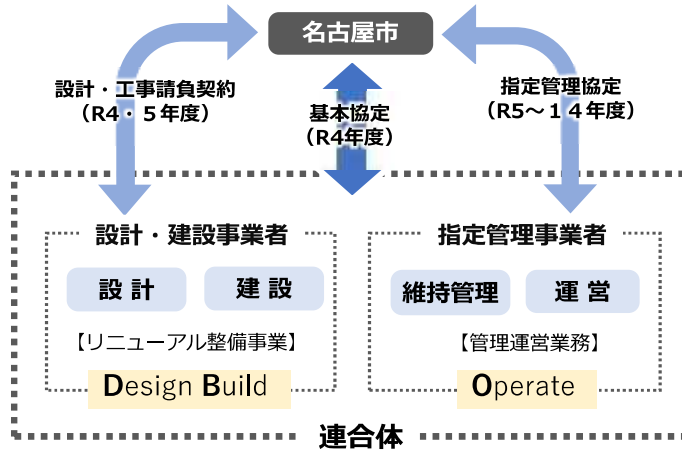 名古屋市
設計・工事請負契約
（R4・５年度）
基本協定
（R4年度）
指定管理協定
（R5～１４年度）
設計・建設事業者
設 計
建 設
【リニューアル整備事業】
Design Build
指定管理事業者
維持管理
運 営
【管理運営業務】
Operate
連合体